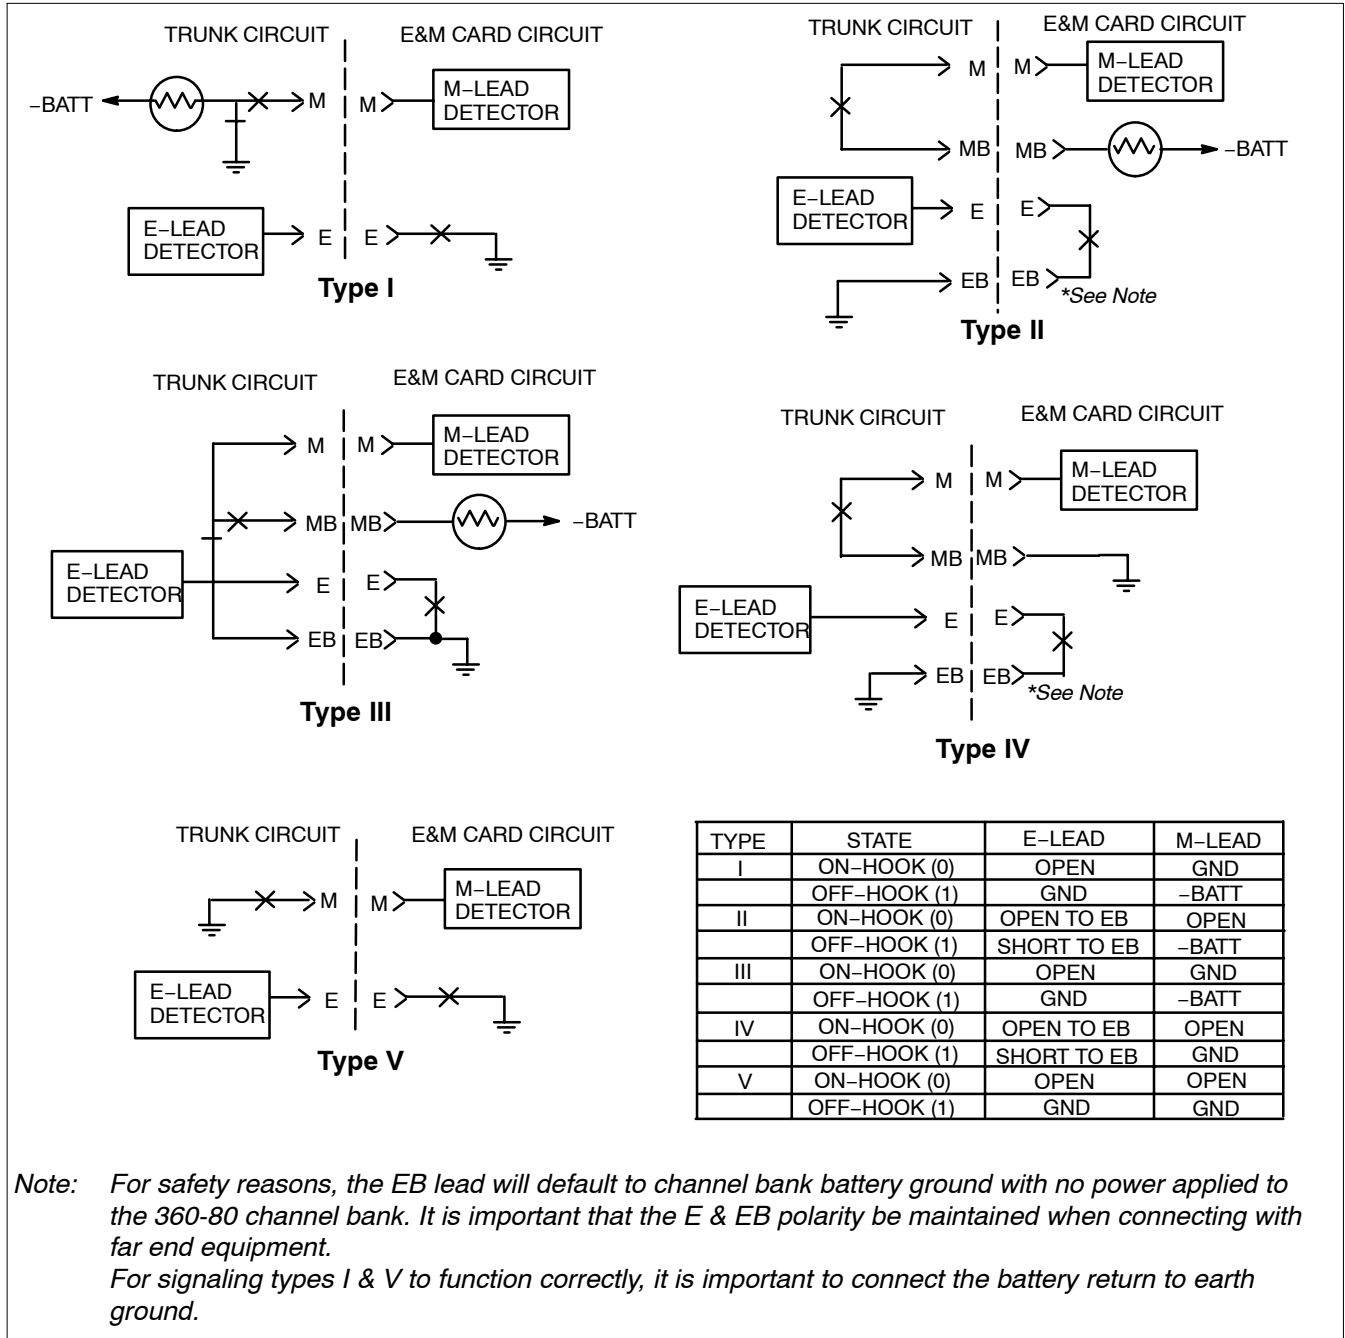 TRUNK CIRCUIT
E&M CARD CIRCUIT
–BATT
M
M
M–LEAD
DETECTOR
E–LEAD
DETECTOR
E
E
Type I
TRUNK CIRCUIT
E&M CARD CIRCUIT
M
M
M–LEAD
DETECTOR
MB
MB
–BATT
E–LEAD
DETECTOR
E
E
EB
EB
*See Note
Type II
TRUNK CIRCUIT
E&M CARD CIRCUIT
M
M
M–LEAD
DETECTOR
MB
MB
–BATT
E–LEAD
DETECTOR
E
E
EB
EB
Type III
TRUNK CIRCUIT
E&M CARD CIRCUIT
M
M
M–LEAD
DETECTOR
MB
MB
E–LEAD
DETECTOR
E
E
EB
EB
*See Note
Type IV
TRUNK CIRCUIT
E&M CARD CIRCUIT
M
M
M–LEAD
DETECTOR
E–LEAD
DETECTOR
E
E
Type V
TYPE STATE E–LEAD M–LEAD
I ON–HOOK (0) OPEN GND
OFF–HOOK (1) GND –BATT
II ON–HOOK (0) OPEN TO EB OPEN
OFF–HOOK (1) SHORT TO EB –BATT
III ON–HOOK (0) OPEN GND
OFF–HOOK (1) GND –BATT
IV ON–HOOK (0) OPEN TO EB OPEN
OFF–HOOK (1) SHORT TO EB GND
V ON–HOOK (0) OPEN OPEN
OFF–HOOK (1) GND GND
Note: For safety reasons, the EB lead will default to channel bank battery ground with no power applied to
the 360-80 channel bank. It is important that the E & EB polarity be maintained when connecting with
far end equipment.
For signaling types I & V to function correctly, it is important to connect the battery return to earth
ground.